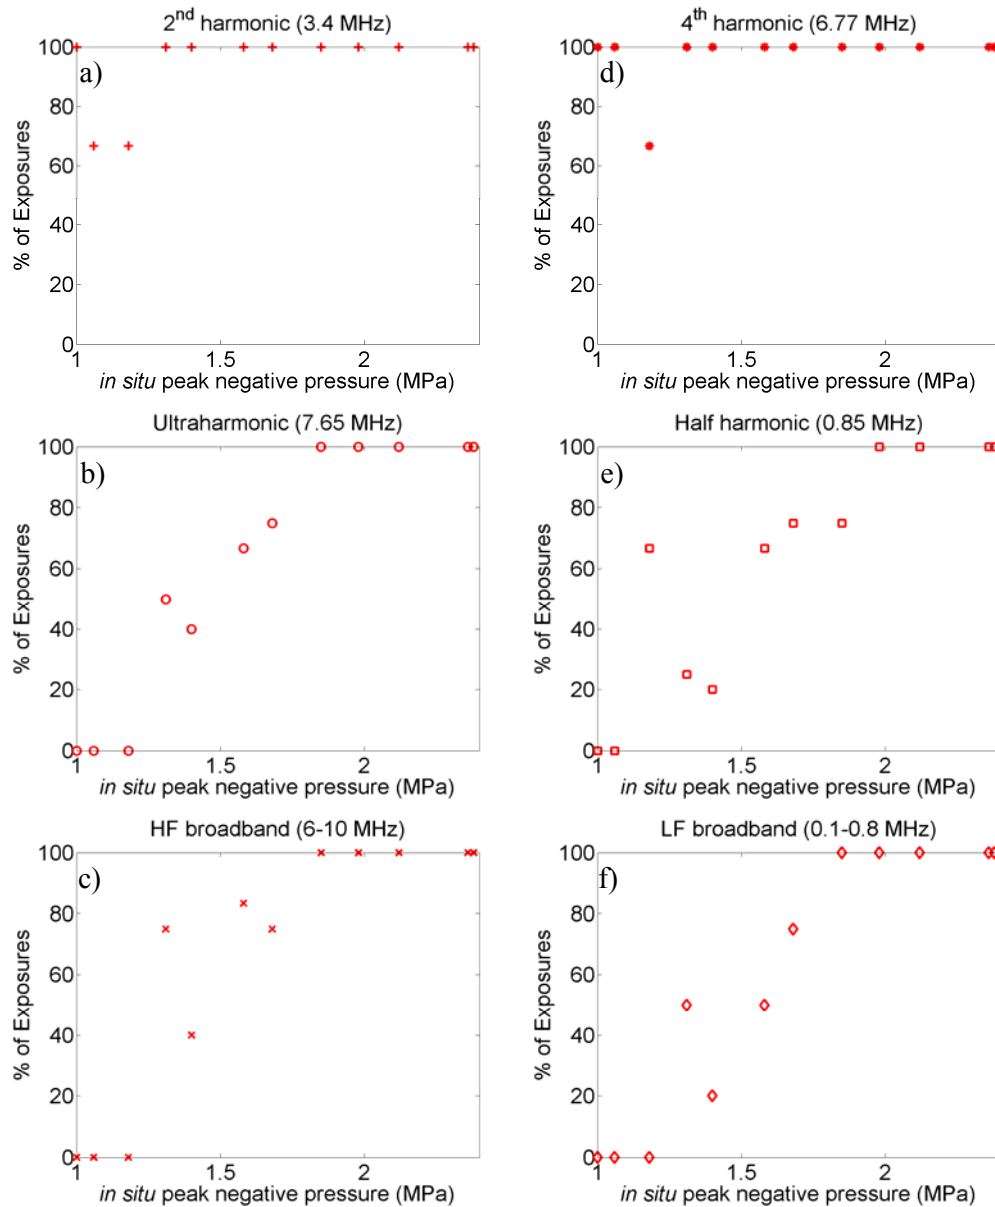 2nd harmonic (3.4 MHz)
a)
100
80
60
40
20
0
% of Exposures
1 1.5 2
in situ peak negative pressure (MPa)
4th harmonic (6.77 MHz)
d)
100
80
60
40
20
0
% of Exposures
1 1.5 2
in situ peak negative pressure (MPa)
Ultraharmonic (7.65 MHz)
b)
100
80
60
40
20
0
% of Exposures
1 1.5 2
in situ peak negative pressure (MPa)
Half harmonic (0.85 MHz)
e)
100
80
60
40
20
0
% of Exposures
1 1.5 2
in situ peak negative pressure (MPa)
HF broadband (6-10 MHz)
c)
100
80
60
40
20
0
% of Exposures
1 1.5 2
in situ peak negative pressure (MPa)
LF broadband (0.1-0.8 MHz)
f)
100
80
60
40
20
0
% of Exposures
1 1.5 2
in situ peak negative pressure (MPa)